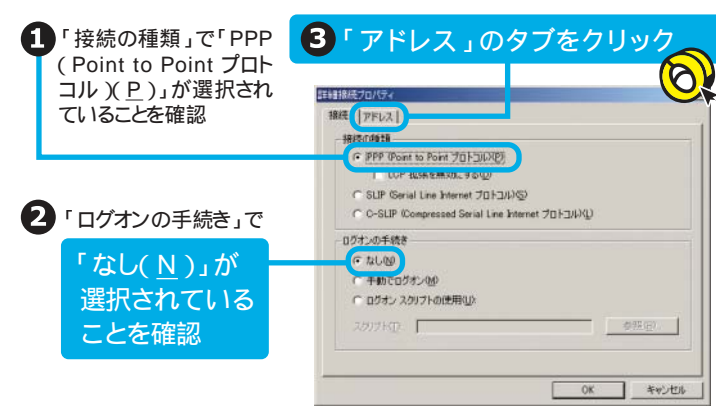 1「接続の種類」で「PPP
(Point to Point プロト
コル)(P)」が選択され
ていることを確認
3「アドレス」のタブをクリック
詳細接続プロパティ
接続
アドレス
接続の種類
PPP (Point to Point プロトコル)(P)
LCP 拡張を無効にする(D)
SLIP (Serial Line Internet プロトコル)(S)
C-SLIP (Compressed Serial Line Internet プロトコル)(L)
2「ログオンの手続き」で
「なし(N)」が
選択されている
ことを確認
ログオンの手続き
なし(N)
手動でログオン(M)
ログオン スクリプトの使用(U):
スクリプト(T):
参照(B)...
OK
キャンセル